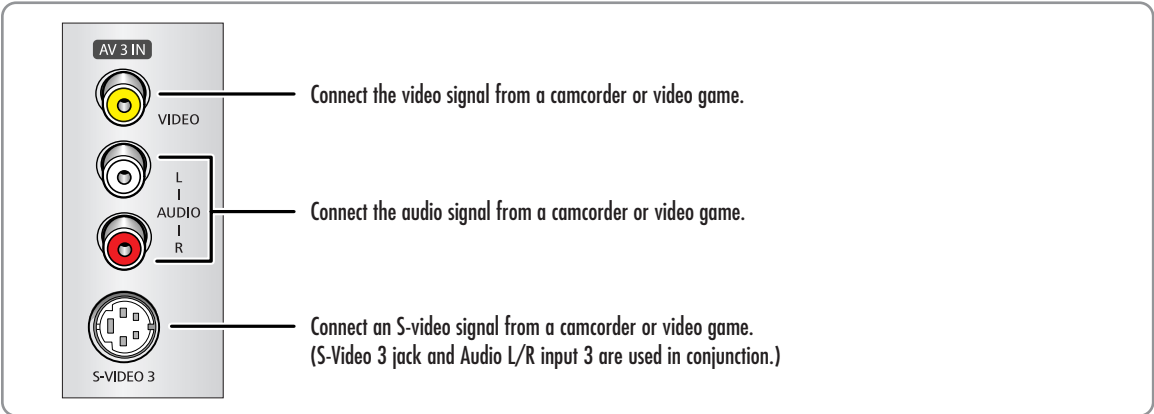 AV 3 IN
VIDEO
Connect the video signal from a camcorder or video game.
L
AUDIO
R
Connect the audio signal from a camcorder or video game.
S-VIDEO 3
Connect an S-video signal from a camcorder or video game.
(S-Video 3 jack and Audio L/R input 3 are used in conjunction.)